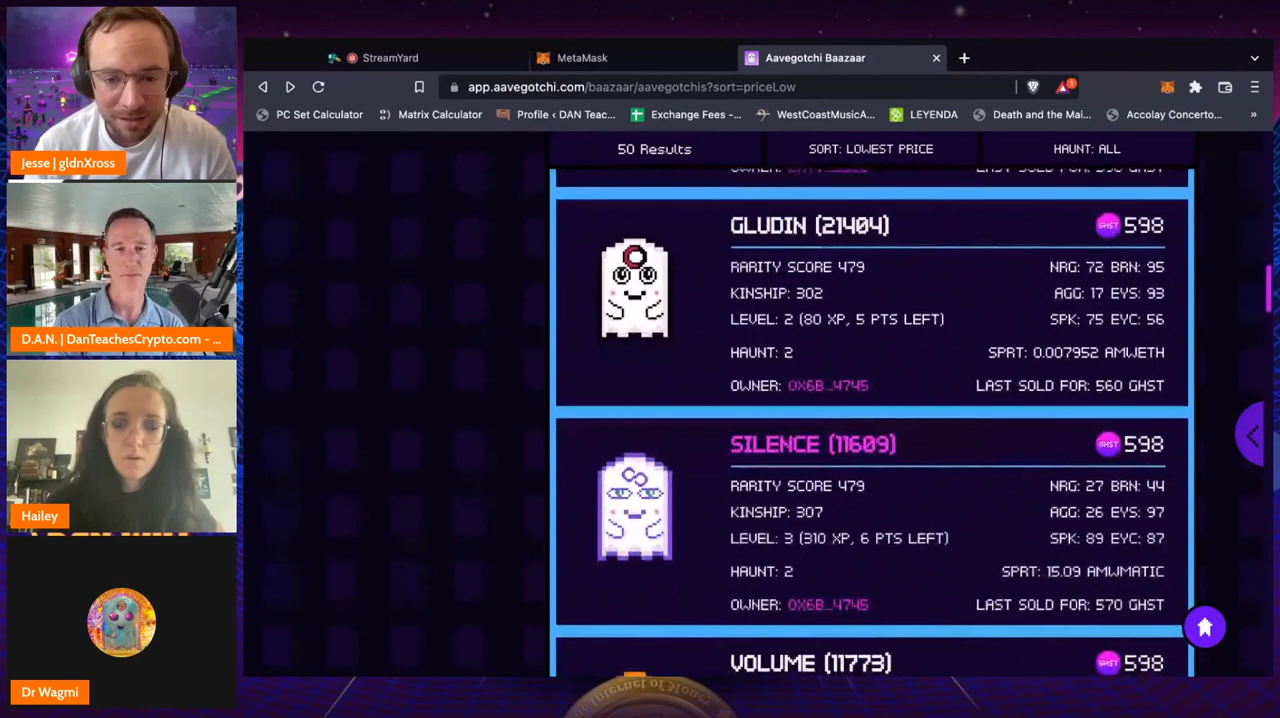 StreamYard
MetaMask
Aavegotchi Baazaar
app.aavegotchi.com/baazaar/aavegotchis?sort=priceLow
1
PC Set Calculator
Matrix Calculator
Profile ‹ DAN Teac...
Exchange Fees -...
WestCoastMusicA...
LEYENDA
Death and the Mai...
Accolay Concerto...
»
50 Results
SORT: LOWEST PRICE
HAUNT: ALL
GLUDIN (21404)
GHST 598
RARITY SCORE 479
NRG: 72 BRN: 95
KINSHIP: 302
AGG: 17 EYS: 93
LEVEL: 2 (80 XP, 5 PTS LEFT)
SPK: 75 EYC: 56
HAUNT: 2
SPRT: 0.007952 AMWETH
OWNER: 0X6B...4745
LAST SOLD FOR: 560 GHST
SILENCE (11609)
GHST 598
RARITY SCORE 479
NRG: 27 BRN: 44
KINSHIP: 307
AGG: 26 EYS: 97
LEVEL: 3 (310 XP, 6 PTS LEFT)
SPK: 89 EYC: 87
HAUNT: 2
SPRT: 15.09 AMWMATIC
OWNER: 0X6B...4745
LAST SOLD FOR: 570 GHST
VOLUME (11773)
GHST 598
Jesse | gldnXross
D.A.N. | DanTeachesCrypto.com - ...
Hailey
Dr Wagmi